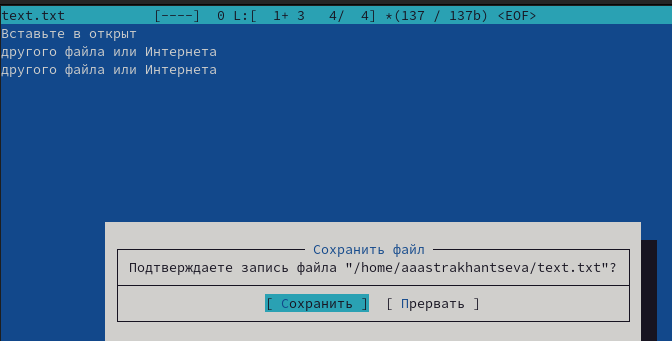 text.txt [----] 0 L:[ 1+ 3 4/ 4] *(137 / 137b) <EOF>
Вставьте в открыт
другого файла или Интернета
другого файла или Интернета
Сохранить файл
Подтверждаете запись файла "/home/aaastrakhantseva/text.txt"?
[ Сохранить ] [ Прервать ]